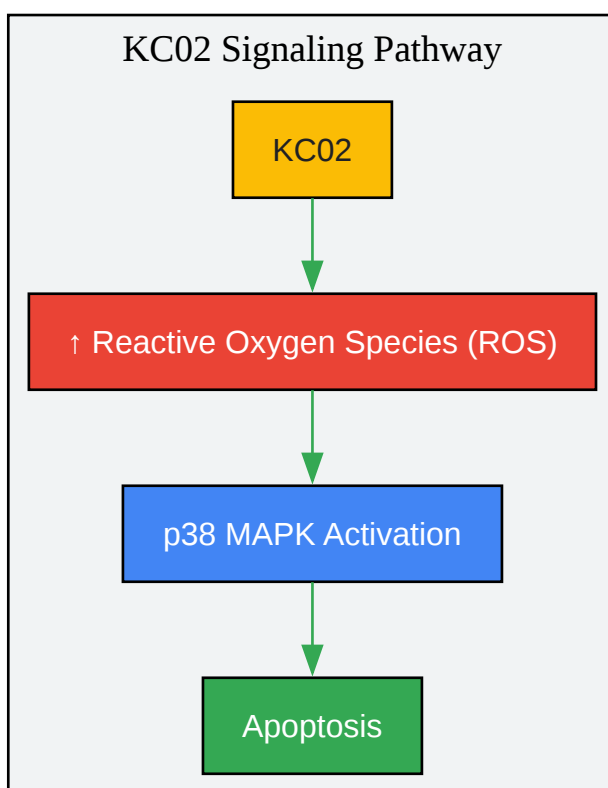 KC02 Signaling Pathway
KC02
↑ Reactive Oxygen Species (ROS)
p38 MAPK Activation
Apoptosis